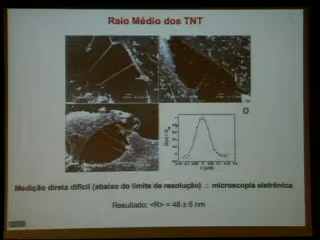 Raio Médio dos TNT
Medição direta difícil (abaixo do limite de resolução) ∴ microscopia eletrônica
Resultado: <R> = 48 ± 6 nm